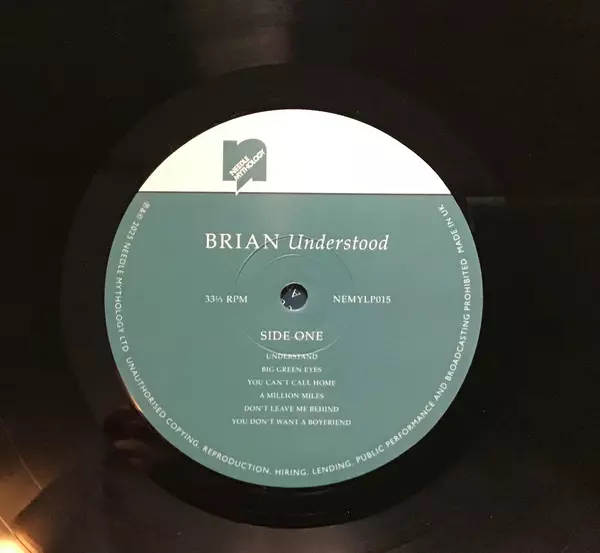 NEEDLE
MYTHOLOGY
BRIAN Understood
33⅓ RPM
NEMYLP015
SIDE ONE
UNDERSTAND
BIG GREEN EYES
YOU CAN'T CALL HOME
A MILLION MILES
DON'T LEAVE ME BEHIND
YOU DON'T WANT A BOYFRIEND
℗&© 2025 NEEDLE MYTHOLOGY LTD. UNAUTHORISED COPYING, REPRODUCTION, HIRING, LENDING, PUBLIC PERFORMANCE AND BROADCASTING PROHIBITED MADE IN UK